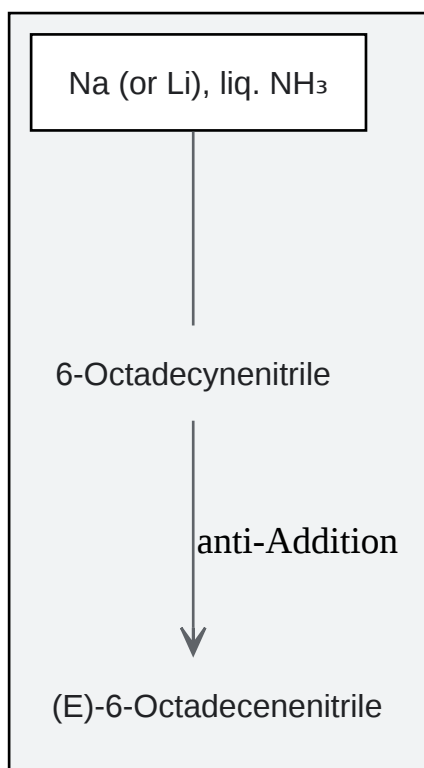 Na (or Li), liq. NH₃
6-Octadecynenitrile
anti-Addition
(E)-6-Octadecenenitrile